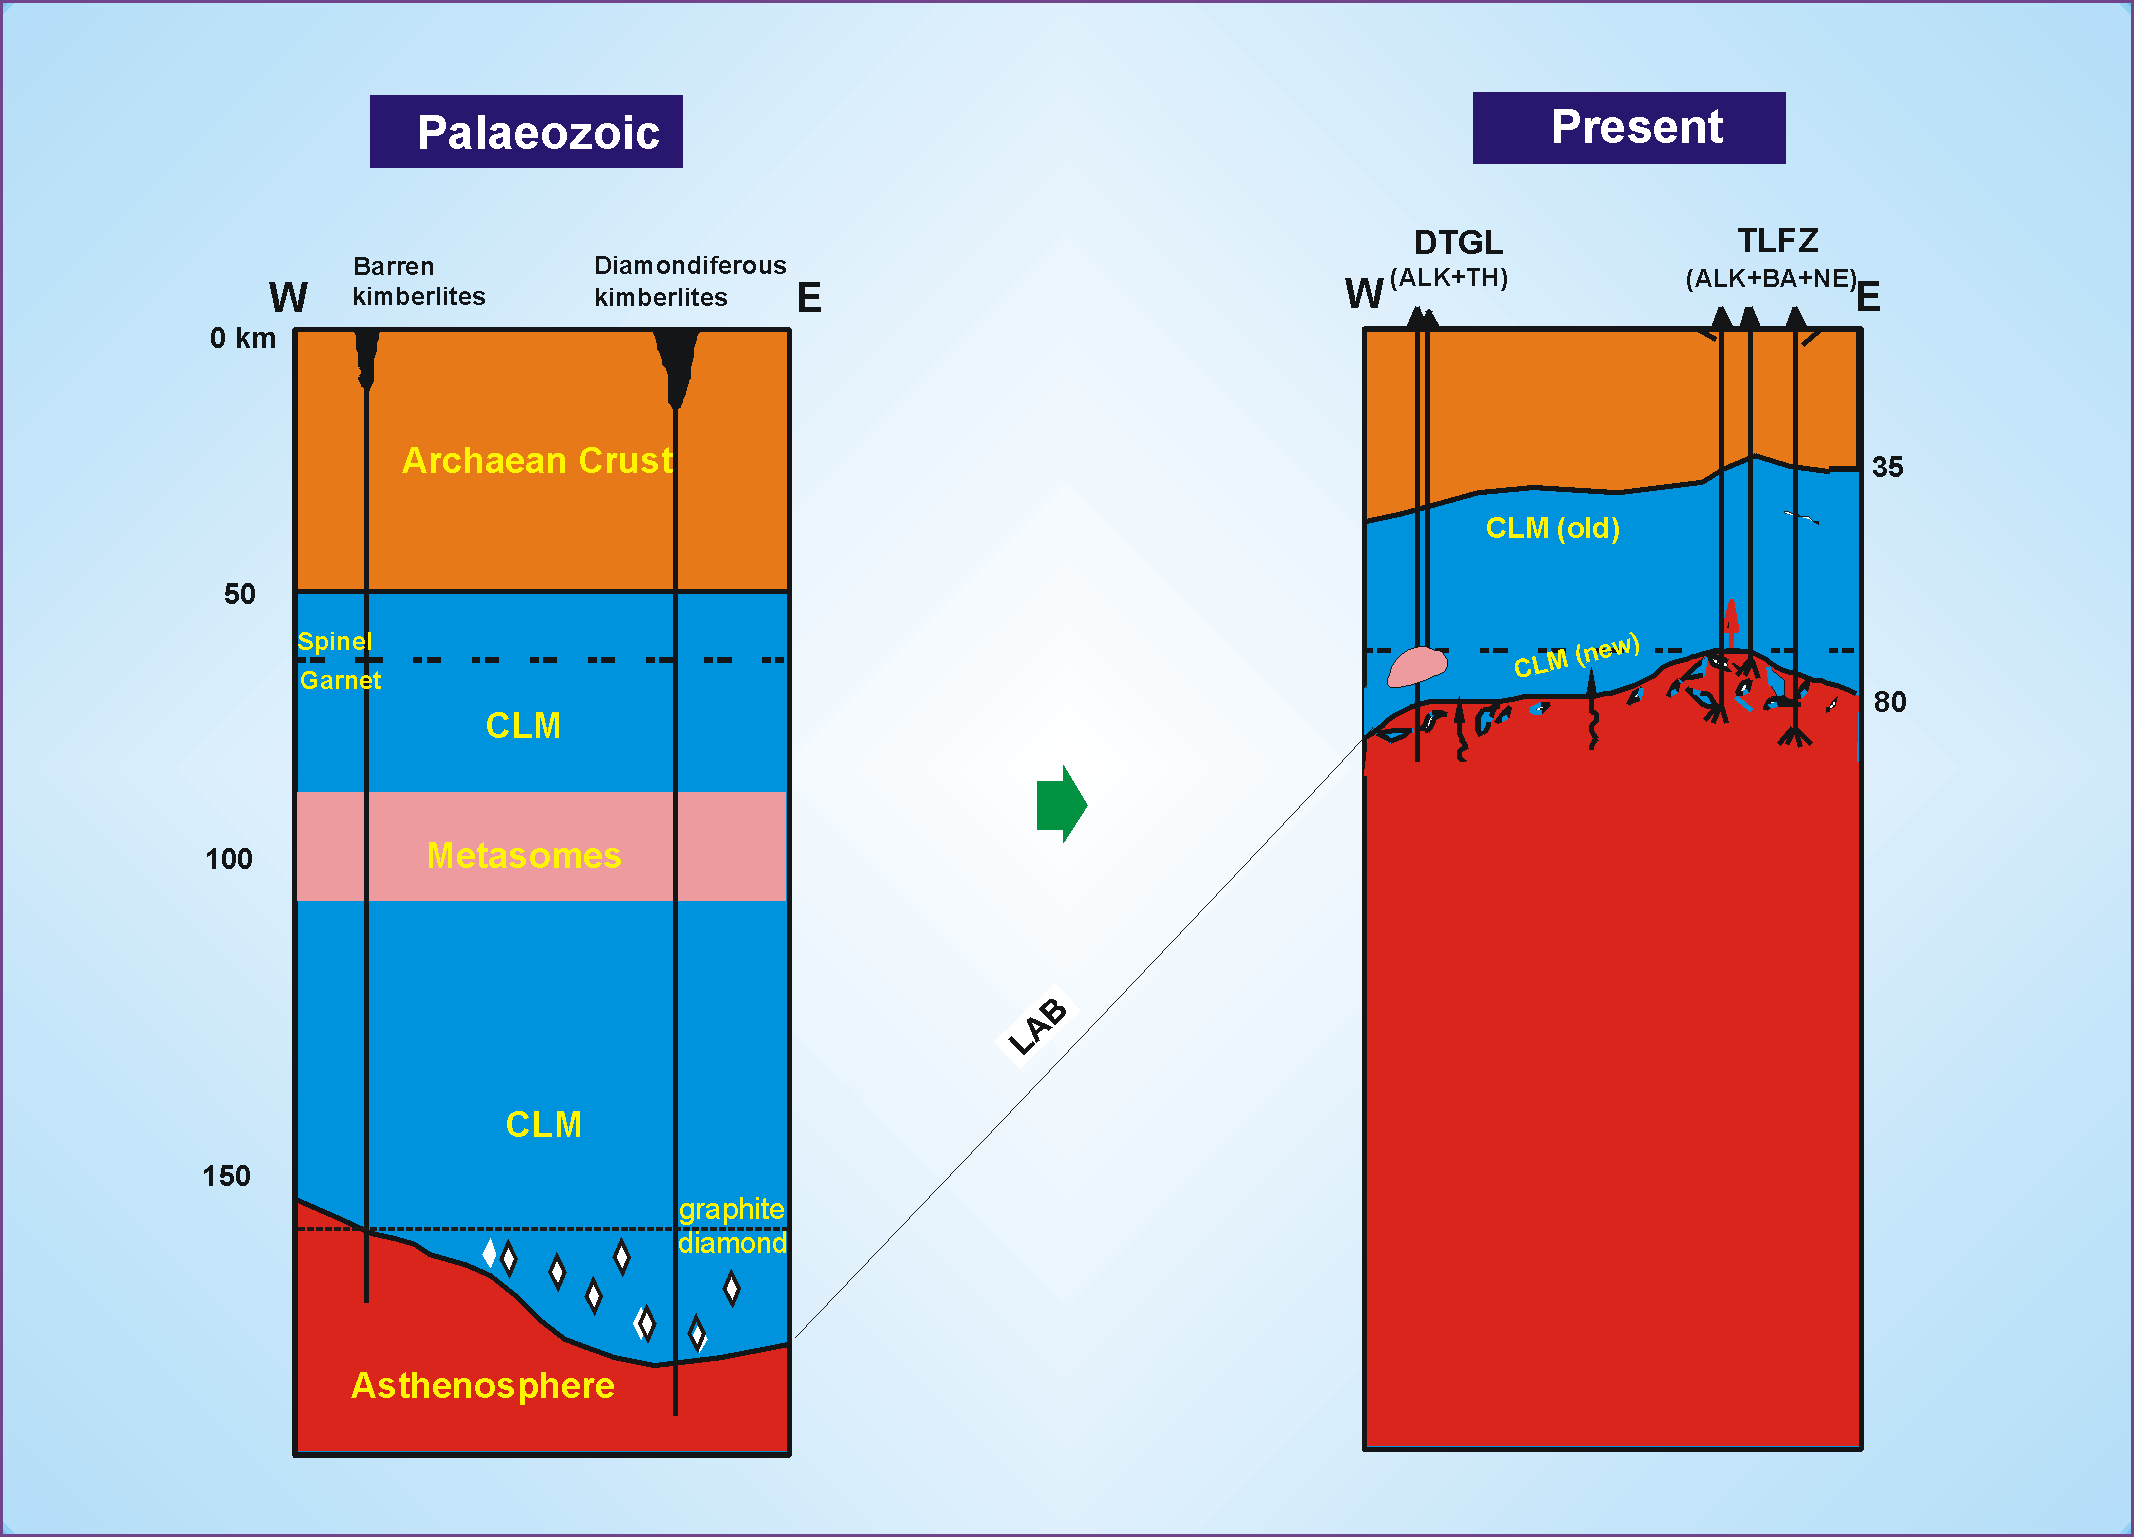 Palaeozoic
Present
Barren
kimberlites
Diamondiferous
kimberlites
W
E
0 km
Archaean Crust
50
Spinel
Garnet
CLM
Metasomes
100
CLM
150
graphite
diamond
Asthenosphere
LAB
DTGL
(ALK+TH)
TLFZ
(ALK+BA+NE)
W
E
35
CLM (old)
CLM (new)
80